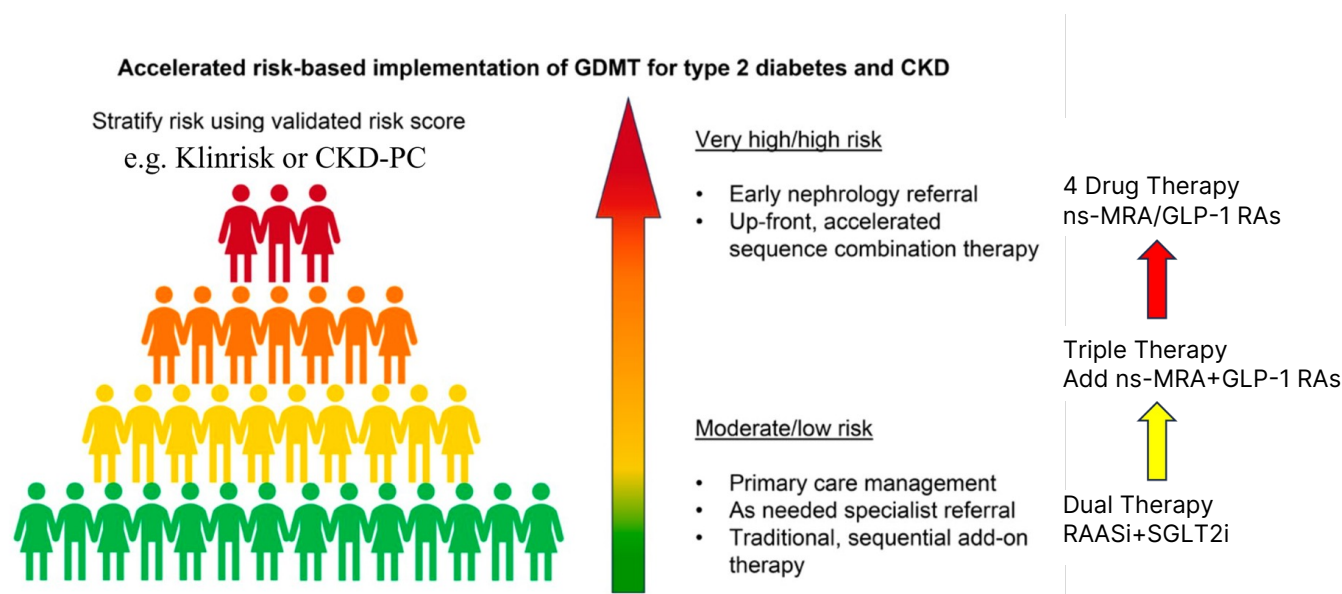 Accelerated risk-based implementation of GDMT for type 2 diabetes and CKD
Stratify risk using validated risk score
e.g. Klinrisk or CKD-PC
Very high/high risk
• Early nephrology referral
• Up-front, accelerated
sequence combination therapy
Moderate/low risk
• Primary care management
• As needed specialist referral
• Traditional, sequential add-on
therapy
4 Drug Therapy
ns-MRA/GLP-1 RAs
Triple Therapy
Add ns-MRA+GLP-1 RAs
Dual Therapy
RAASi+SGLT2i